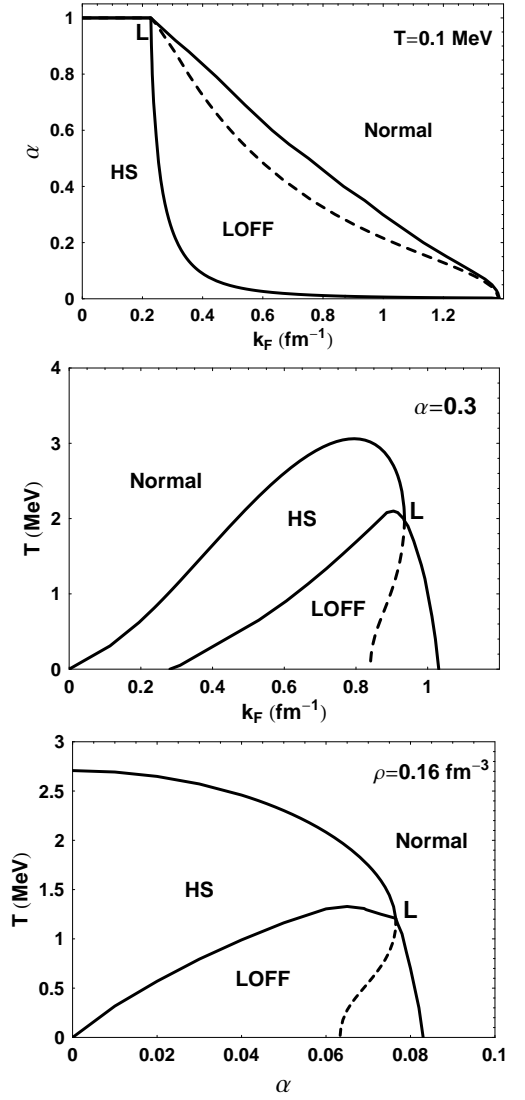 1
L
T=0.1 MeV
0.8
Normal
0.6
α
HS
0.4
LOFF
0.2
0
0 0.2 0.4 0.6 0.8 1 1.2
k_F (fm⁻¹)
4
α=0.3
3
Normal
T (MeV)
HS
2
L
1
LOFF
0
0 0.2 0.4 0.6 0.8 1
k_F (fm⁻¹)
3
ρ=0.16 fm⁻³
2.5
2
Normal
T (MeV)
HS
1.5
L
1
LOFF
0.5
0
0 0.02 0.04 0.06 0.08 0.1
α